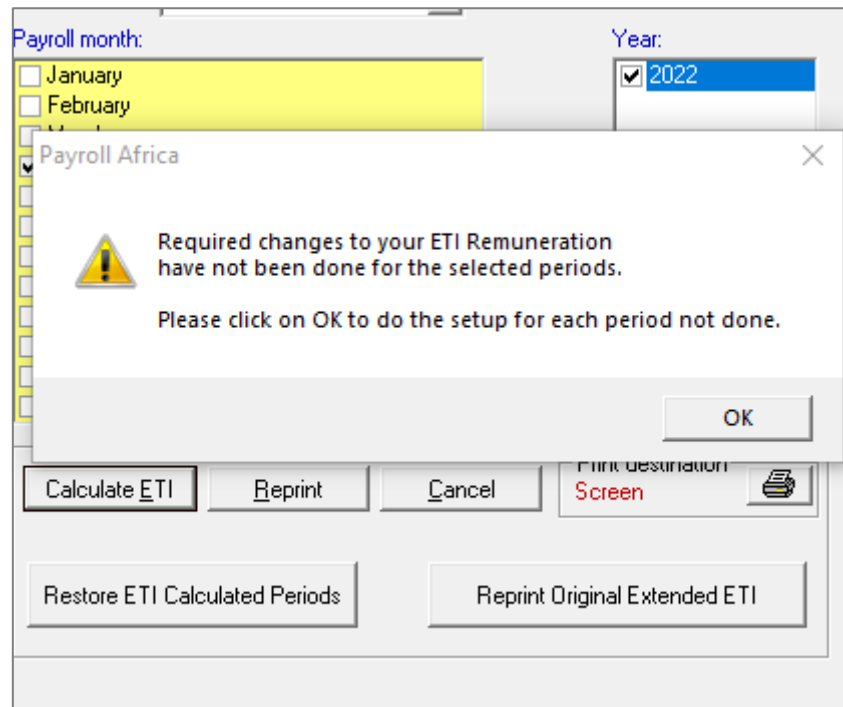 Payroll month:
Year:
January
2022
February
Payroll Africa
Required changes to your ETI Remuneration
have not been done for the selected periods.
Please click on OK to do the setup for each period not done.
OK
Calculate ETI
Reprint
Cancel
Print destination
Screen
Restore ETI Calculated Periods
Reprint Original Extended ETI